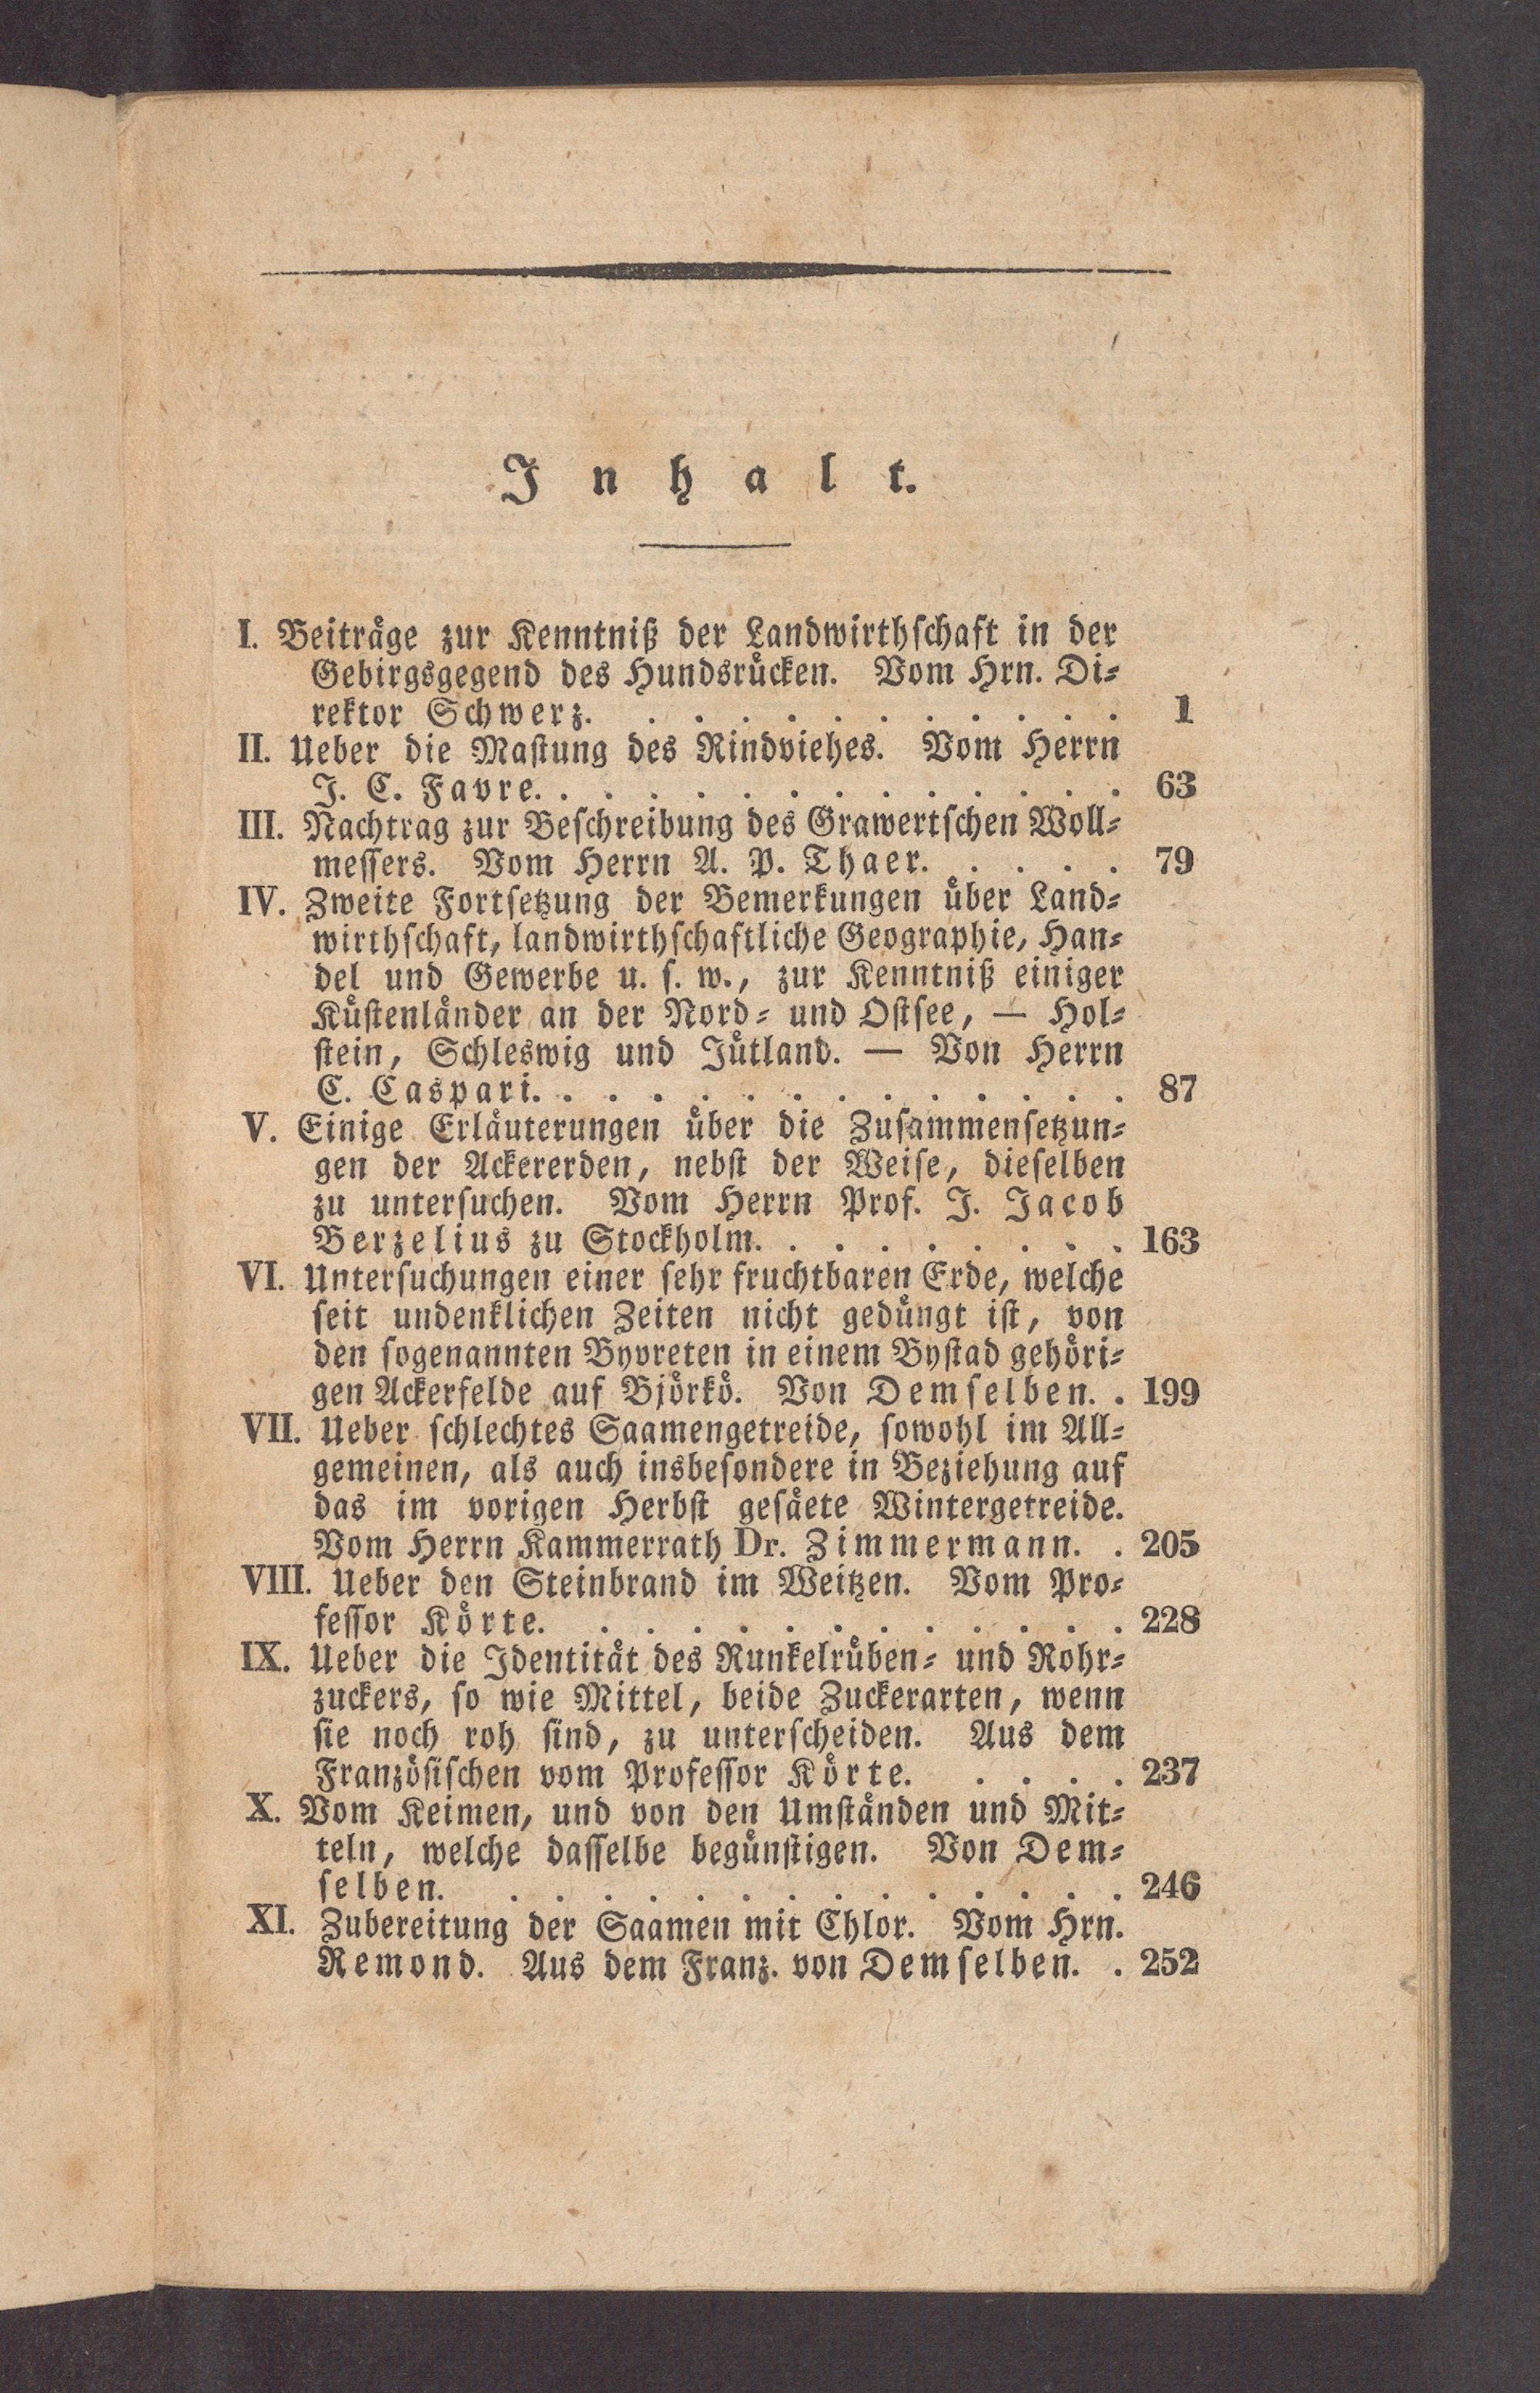 Inhalt.
I. Beiträge zur Kenntniß der Landwirthschaft in der
Gebirgsgegend des Hundsrücken. Vom Hrn. Di-
rektor Schwerz. . . . . . . . . . . . 1
II. Ueber die Mastung des Rindviehes. Vom Herrn
J. C. Favre. . . . . . . . . . . . . . 63
III. Nachtrag zur Beschreibung des Grawertschen Woll-
messers. Vom Herrn A. P. Thaer. . . . . . 79
IV. Zweite Fortsetzung der Bemerkungen über Land-
wirthschaft, landwirthschaftliche Geographie, Han-
del und Gewerbe u. s. w., zur Kenntniß einiger
Küstenländer an der Nord- und Ostsee, — Hol-
stein, Schleswig und Jütland. — Von Herrn
C. Caspari. . . . . . . . . . . . . . 87
V. Einige Erläuterungen über die Zusammensetzun-
gen der Ackererden, nebst der Weise, dieselben
zu untersuchen. Vom Herrn Prof. J. Jacob
Berzelius zu Stockholm. . . . . . . . . 163
VI. Untersuchungen einer sehr fruchtbaren Erde, welche
seit undenklichen Zeiten nicht gedüngt ist, von
den sogenannten Byvreten in einem Bystad gehöri-
gen Ackerfelde auf Björkö. Von Demselben. . 199
VII. Ueber schlechtes Saamengetreide, sowohl im All-
gemeinen, als auch insbesondere in Beziehung auf
das im vorigen Herbst gesäete Wintergetreide.
Vom Herrn Kammerrath Dr. Zimmermann. . 205
VIII. Ueber den Steinbrand im Weitzen. Vom Pro-
fessor Körte. . . . . . . . . . . . . 228
IX. Ueber die Identität des Runkelrüben- und Rohr-
zuckers, so wie Mittel, beide Zuckerarten, wenn
sie noch roh sind, zu unterscheiden. Aus dem
Französischen vom Professor Körte. . . . . 237
X. Vom Keimen, und von den Umständen und Mit-
teln, welche dasselbe begünstigen. Von Dem-
selben. . . . . . . . . . . . . . . 246
XI. Zubereitung der Saamen mit Chlor. Vom Hrn.
Remond. Aus dem Franz. von Demselben. . 252